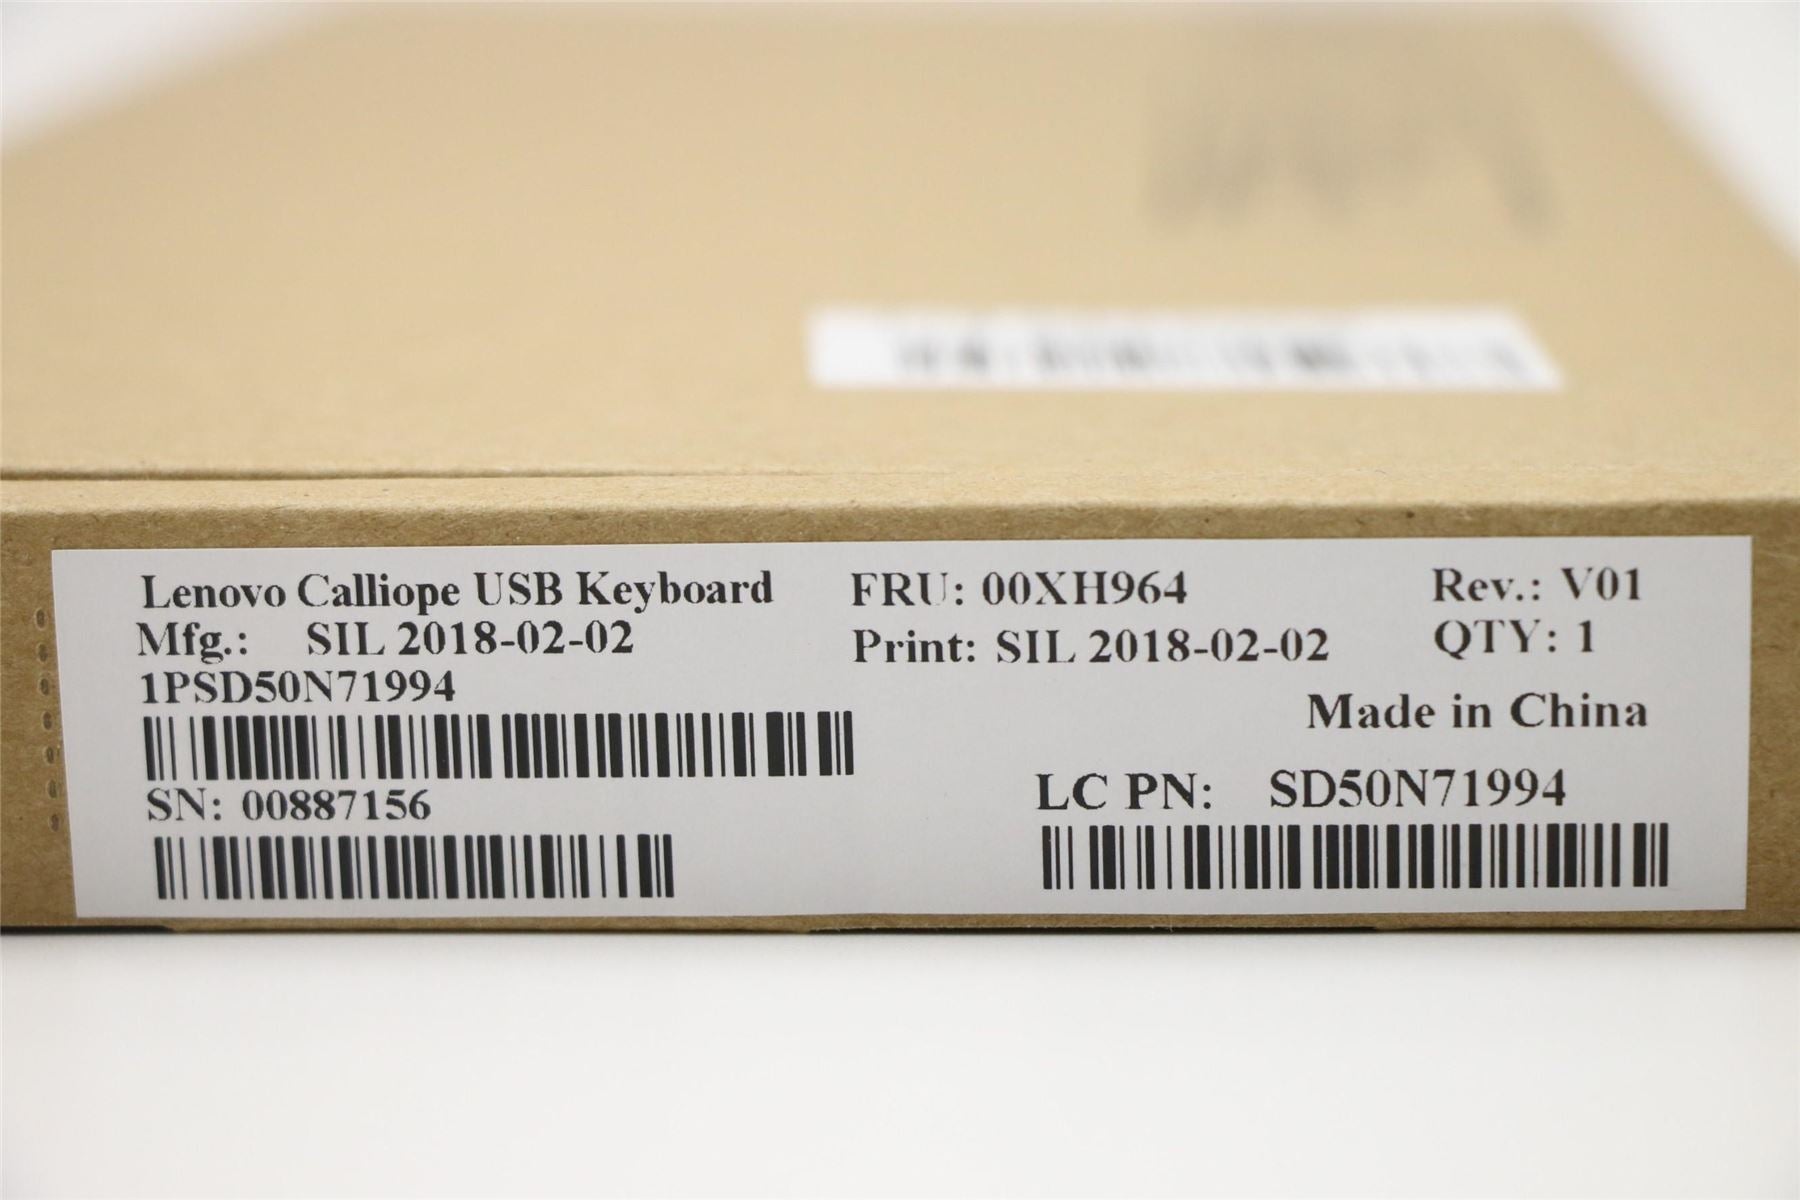 Lenovo Calliope USB Keyboard FRU: 00XH964 Rev.: V01
Mfg.: SIL 2018-02-02 Print: SIL 2018-02-02 QTY: 1
1PSD50N71994
Made in China
SN: 00887156
LC PN: SD50N71994